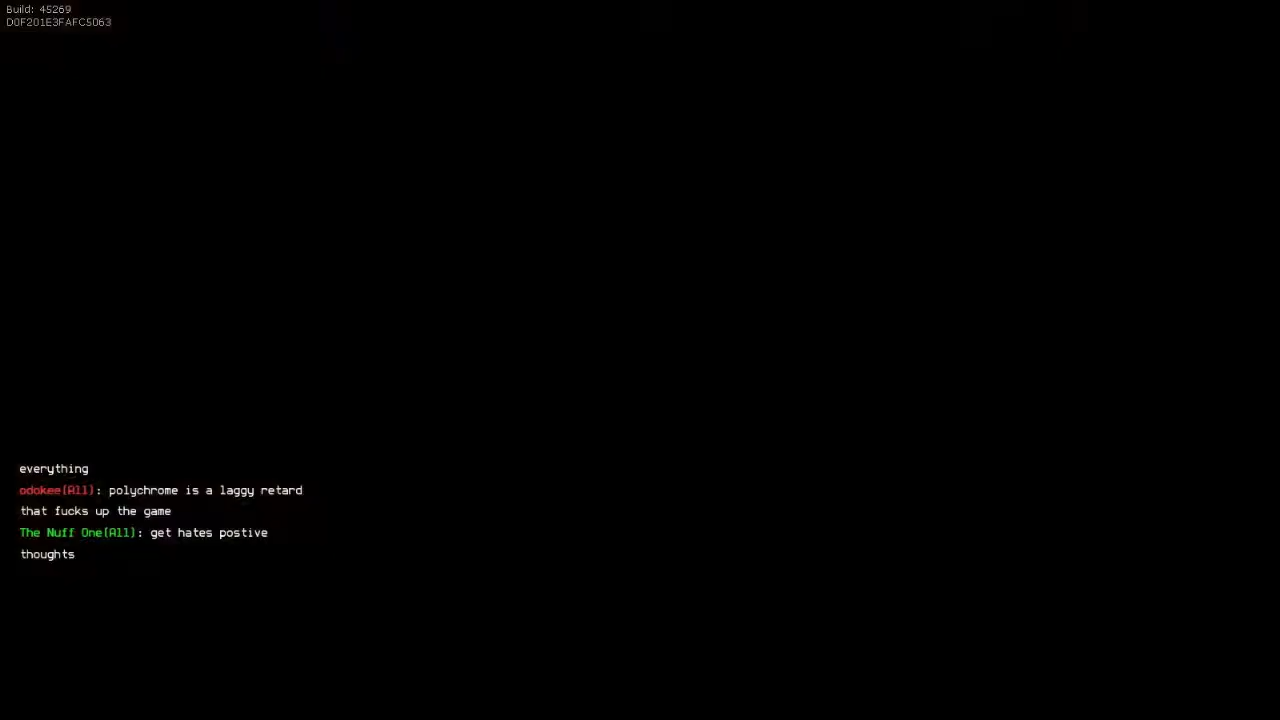 Build: 45269
D0F201E3FAFC5063
everything
odokee(All): polychrome is a laggy retard
that fucks up the game
The Nuff One(All): get hates postive
thoughts